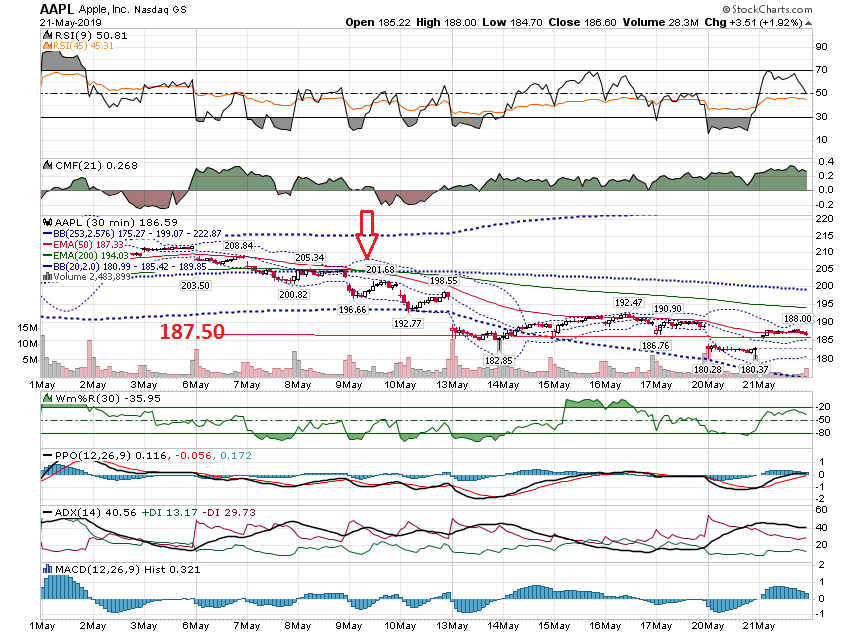 AAPL Apple, Inc. Nasdaq GS
© StockCharts.com
21-May-2019
Open 185.22 High 188.00 Low 184.70 Close 186.60 Volume 28.3M Chg +3.51 (+1.92%)
RSI(9) 50.81
RSI(45) 45.31
90
70
50
30
10
CMF(21) 0.268
0.4
0.2
0.0
-0.2
AAPL (30 min) 186.59
BB(253,2.576) 175.27 - 199.07 - 222.87
EMA(50) 187.33
EMA(200) 194.03
BB(20,2.0) 180.99 - 185.42 - 189.85
Volume 2,483,899
220
215
210
205
200
195
190
185
180
15M
10M
5M
208.84
203.50
200.82
205.34
201.68
196.66
192.77
198.55
182.85
192.47
190.90
186.76
180.28
180.37
188.00
187.50
1May 2May 3May 6May 7May 8May 9May 10May 13May 14May 15May 16May 17May 20May 21May
Wm%R(30) -35.95
-20
-50
-80
PPO(12,26,9) 0.116, -0.056, 0.172
1
0
-1
-2
ADX(14) 40.56 +DI 13.17 -DI 29.73
60
40
20
MACD(12,26,9) Hist 0.321
2
1
0
-1
1May 2May 3May 6May 7May 8May 9May 10May 13May 14May 15May 16May 17May 20May 21May